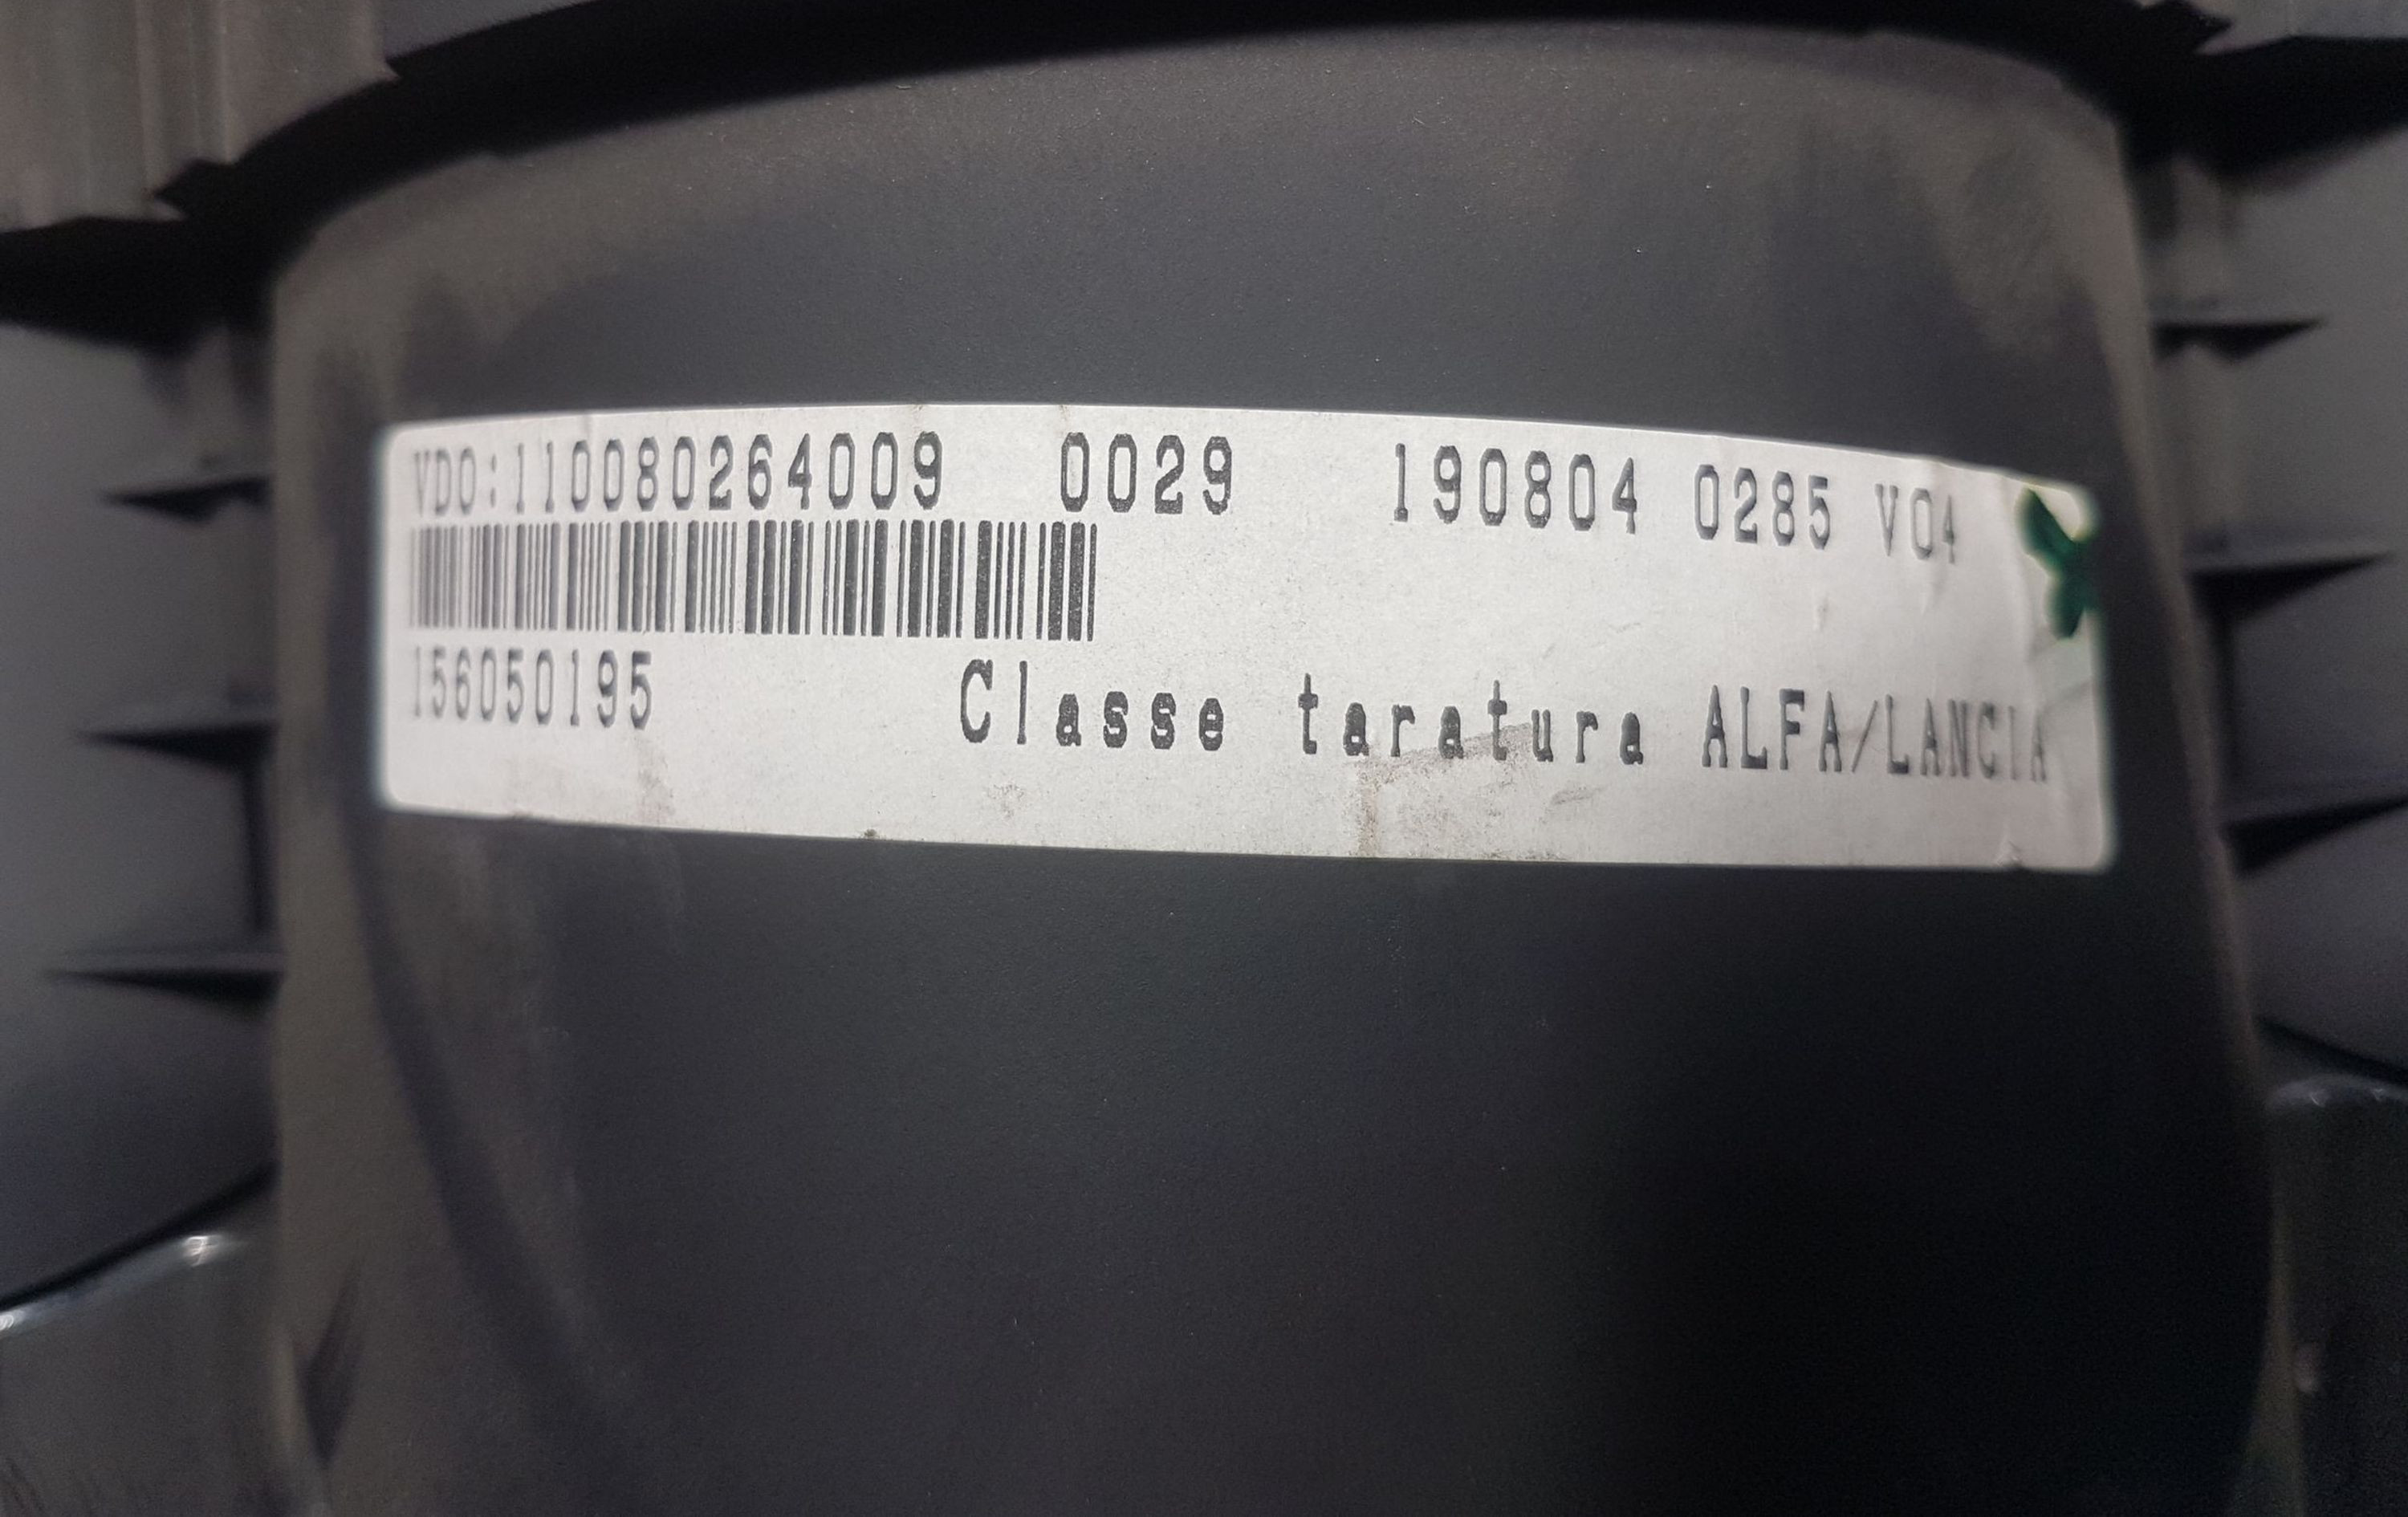 VDO:110080264009 0029 190804 0285 V04
156050195 Classe taratura ALFA/LANCIA